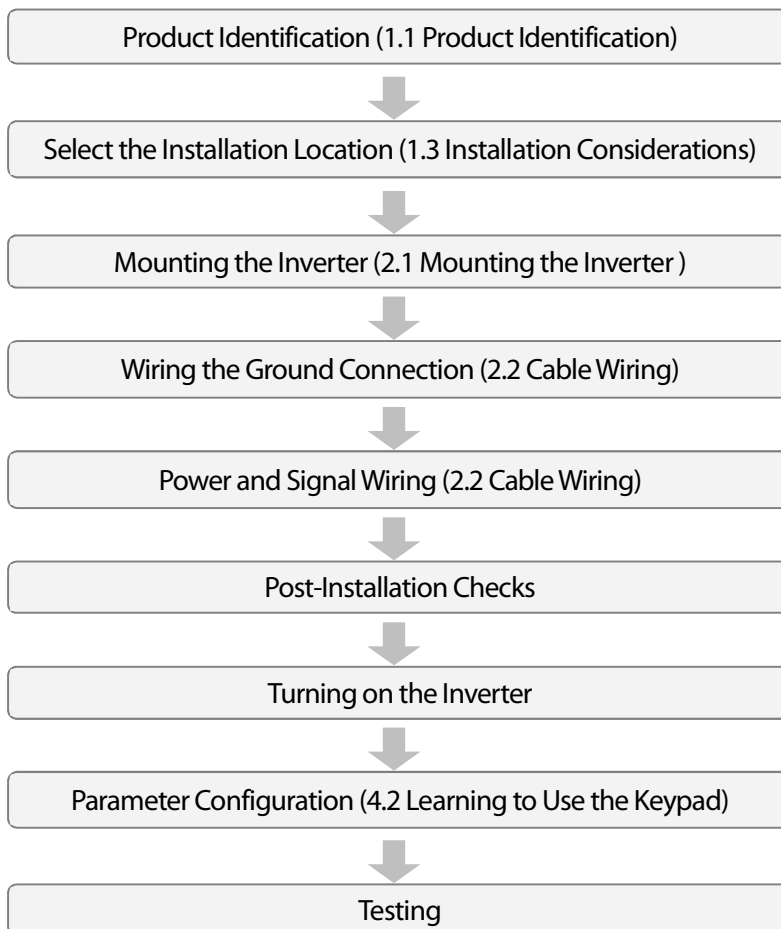 Product Identification (1.1 Product Identification)
Select the Installation Location (1.3 Installation Considerations)
Mounting the Inverter (2.1 Mounting the Inverter )
Wiring the Ground Connection (2.2 Cable Wiring)
Power and Signal Wiring (2.2 Cable Wiring)
Post-Installation Checks
Turning on the Inverter
Parameter Configuration (4.2 Learning to Use the Keypad)
Testing